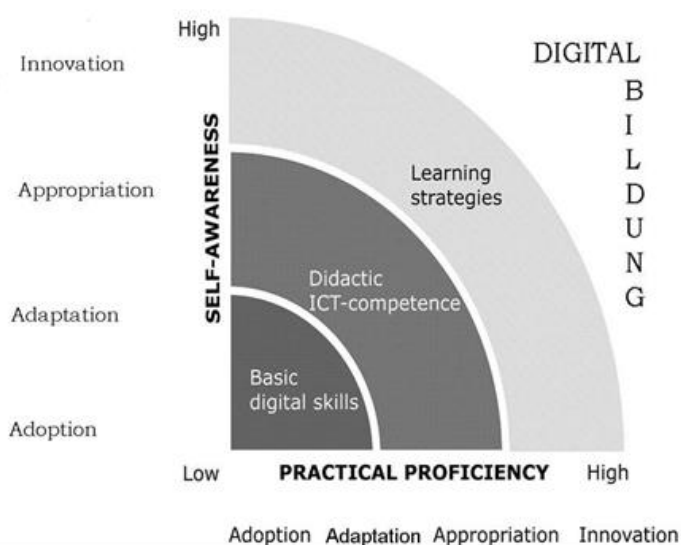 High
Innovation
DIGITAL
B
I
L
D
U
N
G
SELF-AWARENESS
Learning
strategies
Appropriation
Didactic
ICT-competence
Adaptation
Basic
digital skills
Adoption
Low
PRACTICAL PROFICIENCY
High
Adoption Adaptation Appropriation Innovation